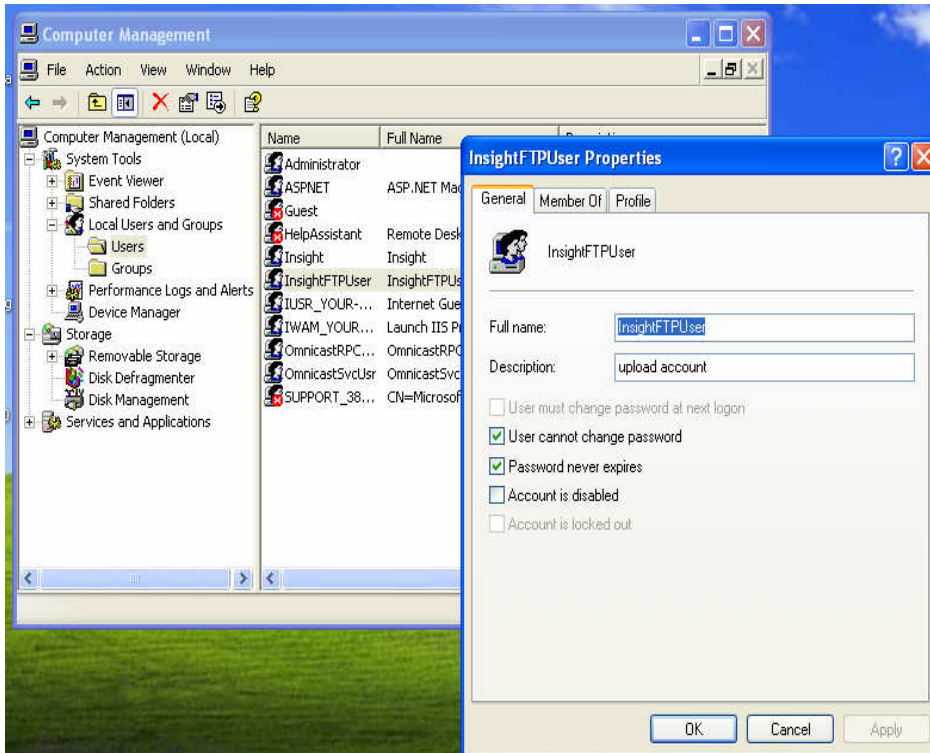 Computer Management
File Action View Window Help
Computer Management (Local)
System Tools
Event Viewer
Shared Folders
Local Users and Groups
Users
Groups
Performance Logs and Alerts
Device Manager
Storage
Removable Storage
Disk Defragmenter
Disk Management
Services and Applications
Name Full Name
Administrator
ASPNET ASP.NET Mac
Guest
HelpAssistant Remote Desk
Insight Insight
InsightFTPUser InsightFTPUs
IUSR_YOUR-... Internet Gue
IWAM_YOUR... Launch IIS P
OmnicastRPC... OmnicastRPC
OmnicastSvcUsr OmnicastSvc
SUPPORT_38... CN=Microsof
InsightFTPUser Properties
General Member Of Profile
InsightFTPUser
Full name: InsightFTPUser
Description: upload account
User must change password at next logon
User cannot change password
Password never expires
Account is disabled
Account is locked out
OK Cancel Apply